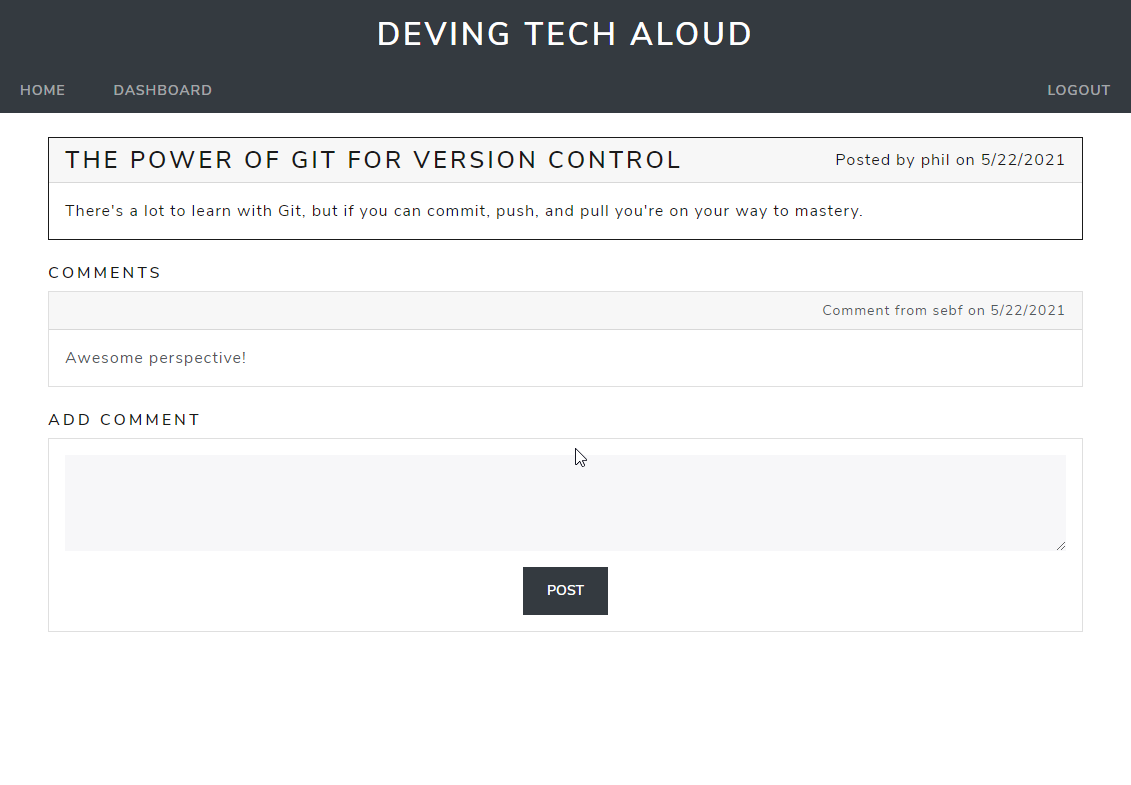 DEVING TECH ALOUD
HOME DASHBOARD LOGOUT
THE POWER OF GIT FOR VERSION CONTROL Posted by phil on 5/22/2021
There's a lot to learn with Git, but if you can commit, push, and pull you're on your way to mastery.
COMMENTS
Comment from sebf on 5/22/2021
Awesome perspective!
ADD COMMENT
POST